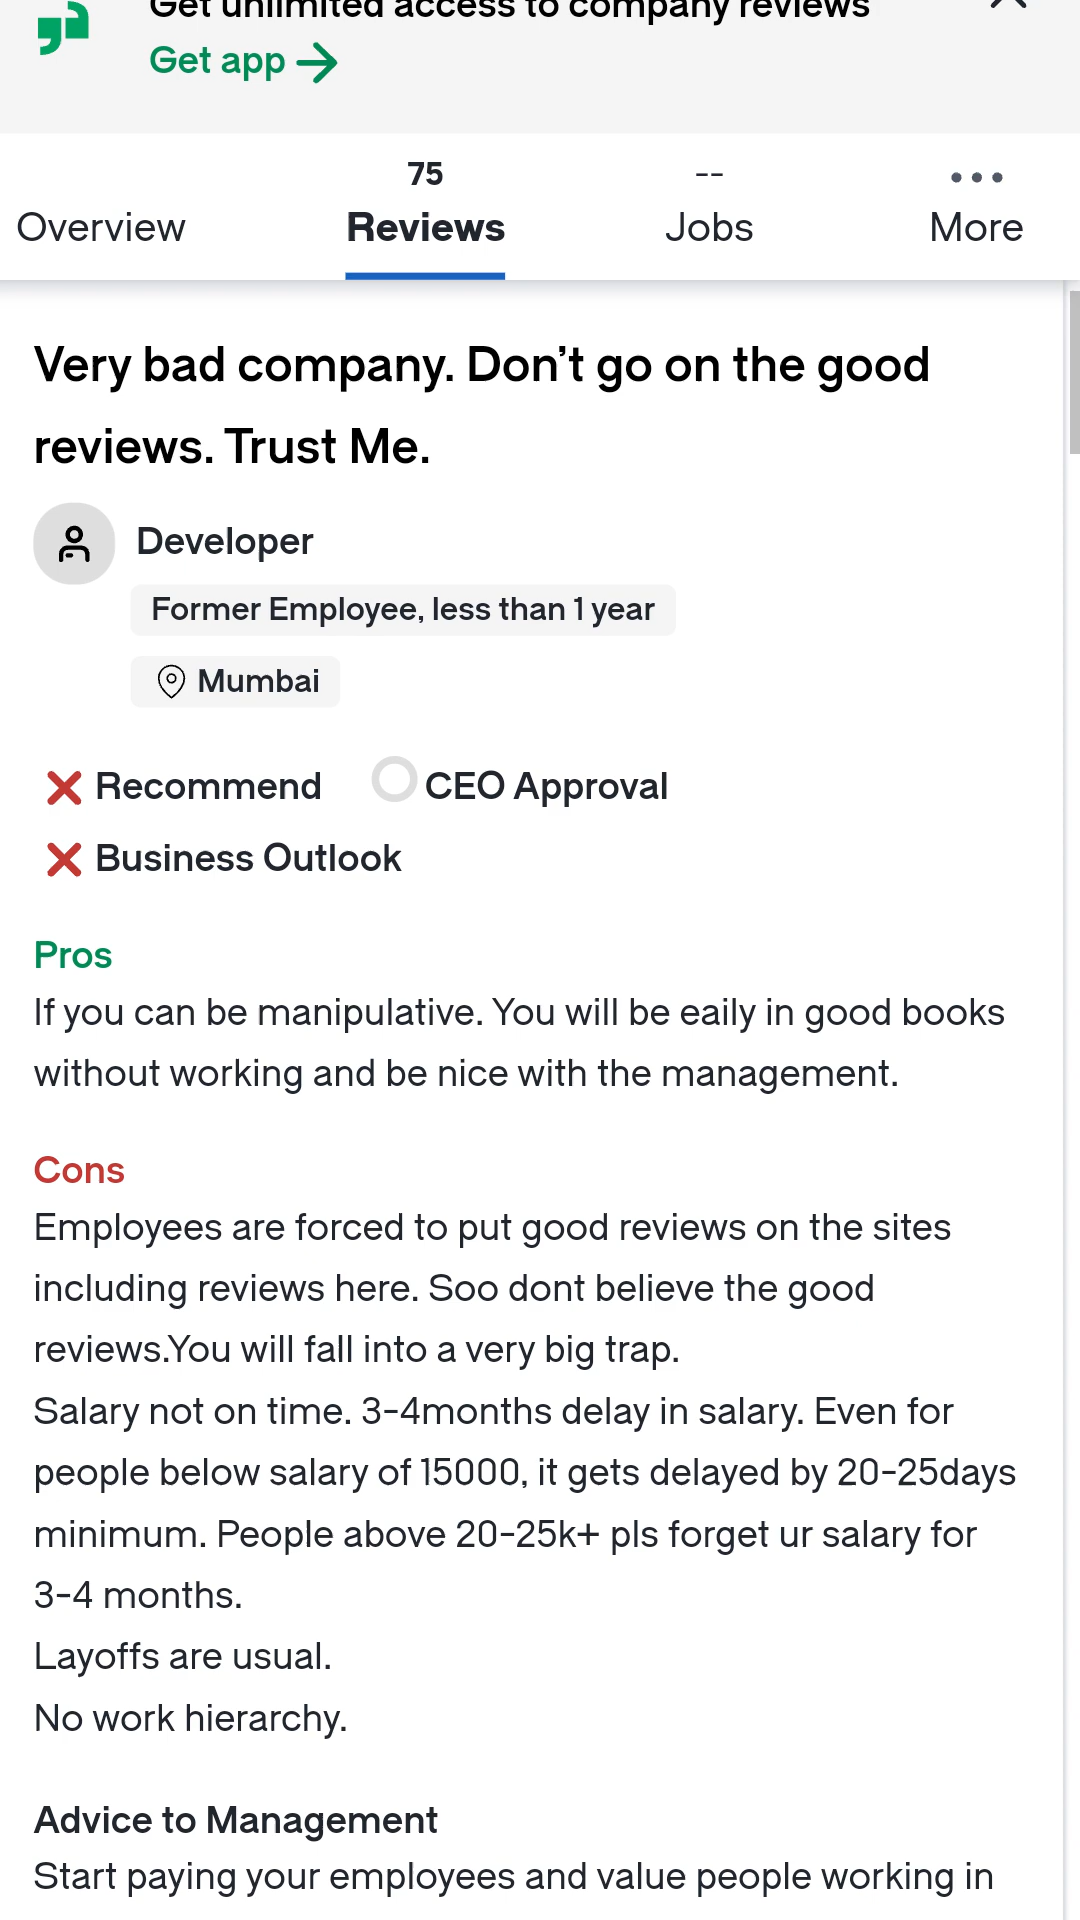 Get unlimited access to company reviews
Get app
75
--
Overview
Reviews
Jobs
More
Very bad company. Don’t go on the good
reviews. Trust Me.
Developer
Former Employee, less than 1 year
Mumbai
Recommend
CEO Approval
Business Outlook
Pros
If you can be manipulative. You will be eaily in good books
without working and be nice with the management.
Cons
Employees are forced to put good reviews on the sites
including reviews here. Soo dont believe the good
reviews.You will fall into a very big trap.
Salary not on time. 3-4months delay in salary. Even for
people below salary of 15000, it gets delayed by 20-25days
minimum. People above 20-25k+ pls forget ur salary for
3-4 months.
Layoffs are usual.
No work hierarchy.
Advice to Management
Start paying your employees and value people working in